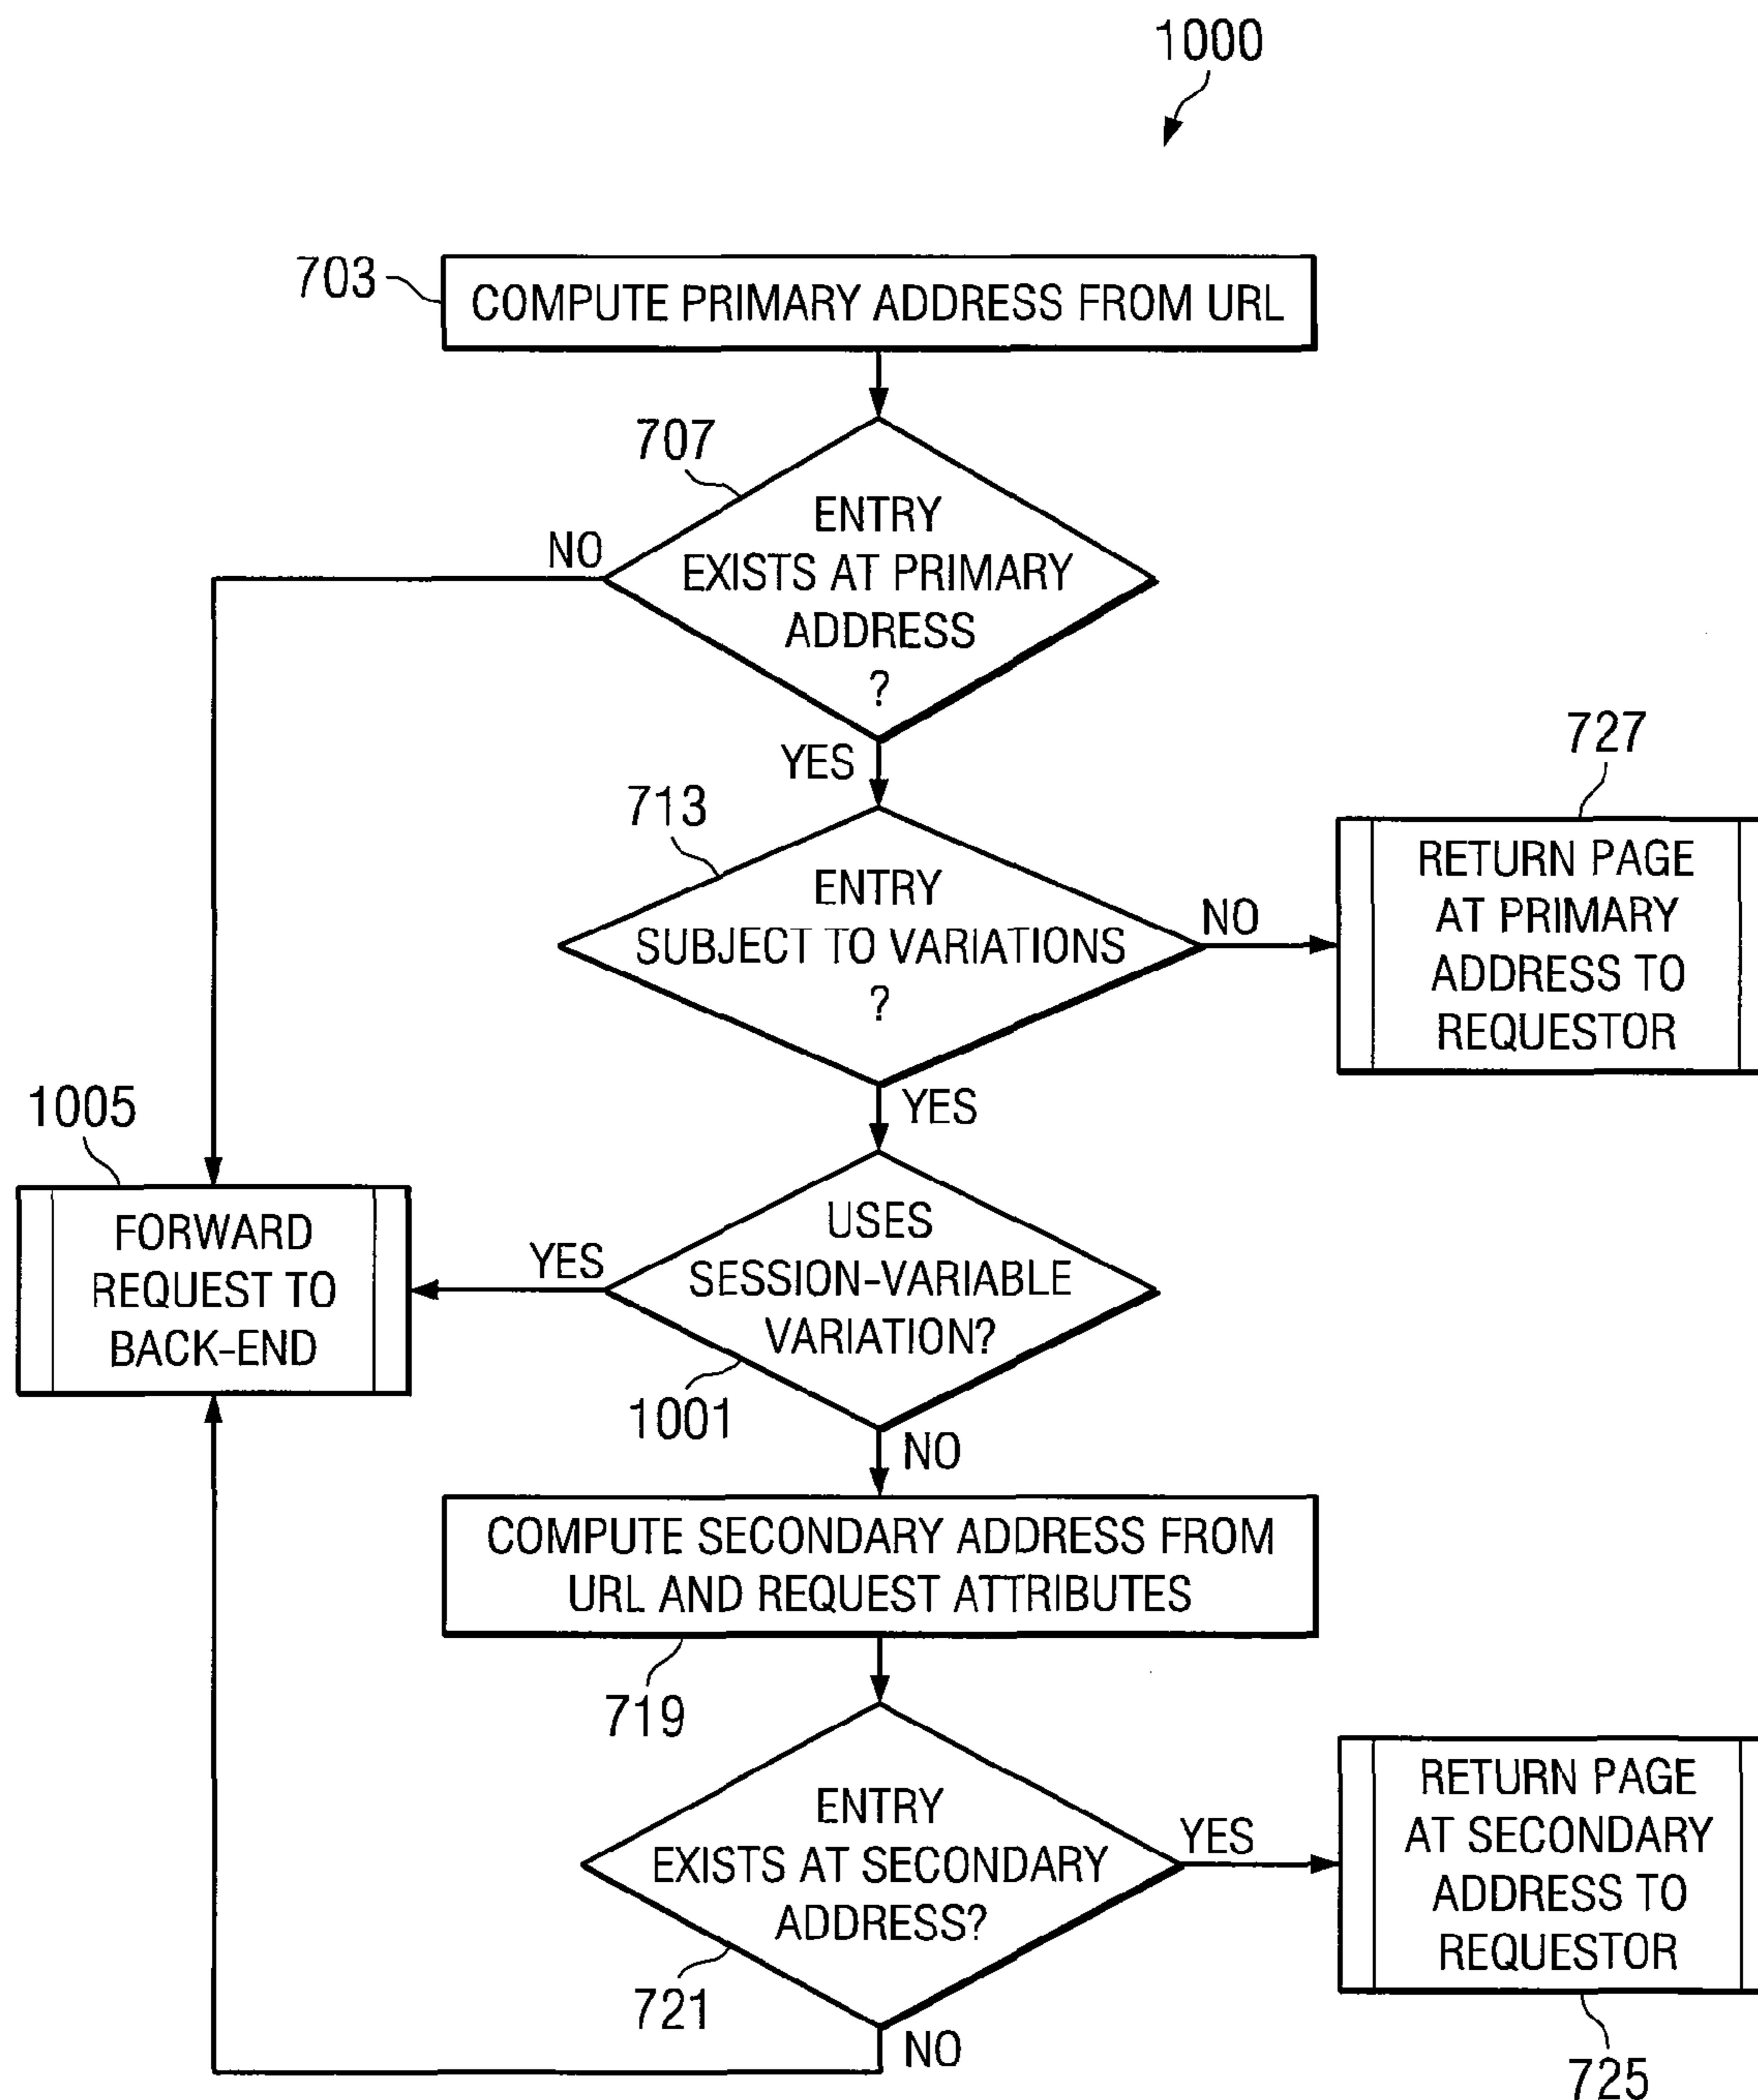 1000
703
COMPUTE PRIMARY ADDRESS FROM URL
707
ENTRY
EXISTS AT PRIMARY
ADDRESS
?
NO
YES
713
ENTRY
SUBJECT TO VARIATIONS
?
NO
727
RETURN PAGE
AT PRIMARY
ADDRESS TO
REQUESTOR
YES
1005
FORWARD
REQUEST TO
BACK-END
YES
USES
SESSION-VARIABLE
VARIATION?
1001
NO
COMPUTE SECONDARY ADDRESS FROM
URL AND REQUEST ATTRIBUTES
719
ENTRY
EXISTS AT SECONDARY
ADDRESS?
721
YES
RETURN PAGE
AT SECONDARY
ADDRESS TO
REQUESTOR
725
NO